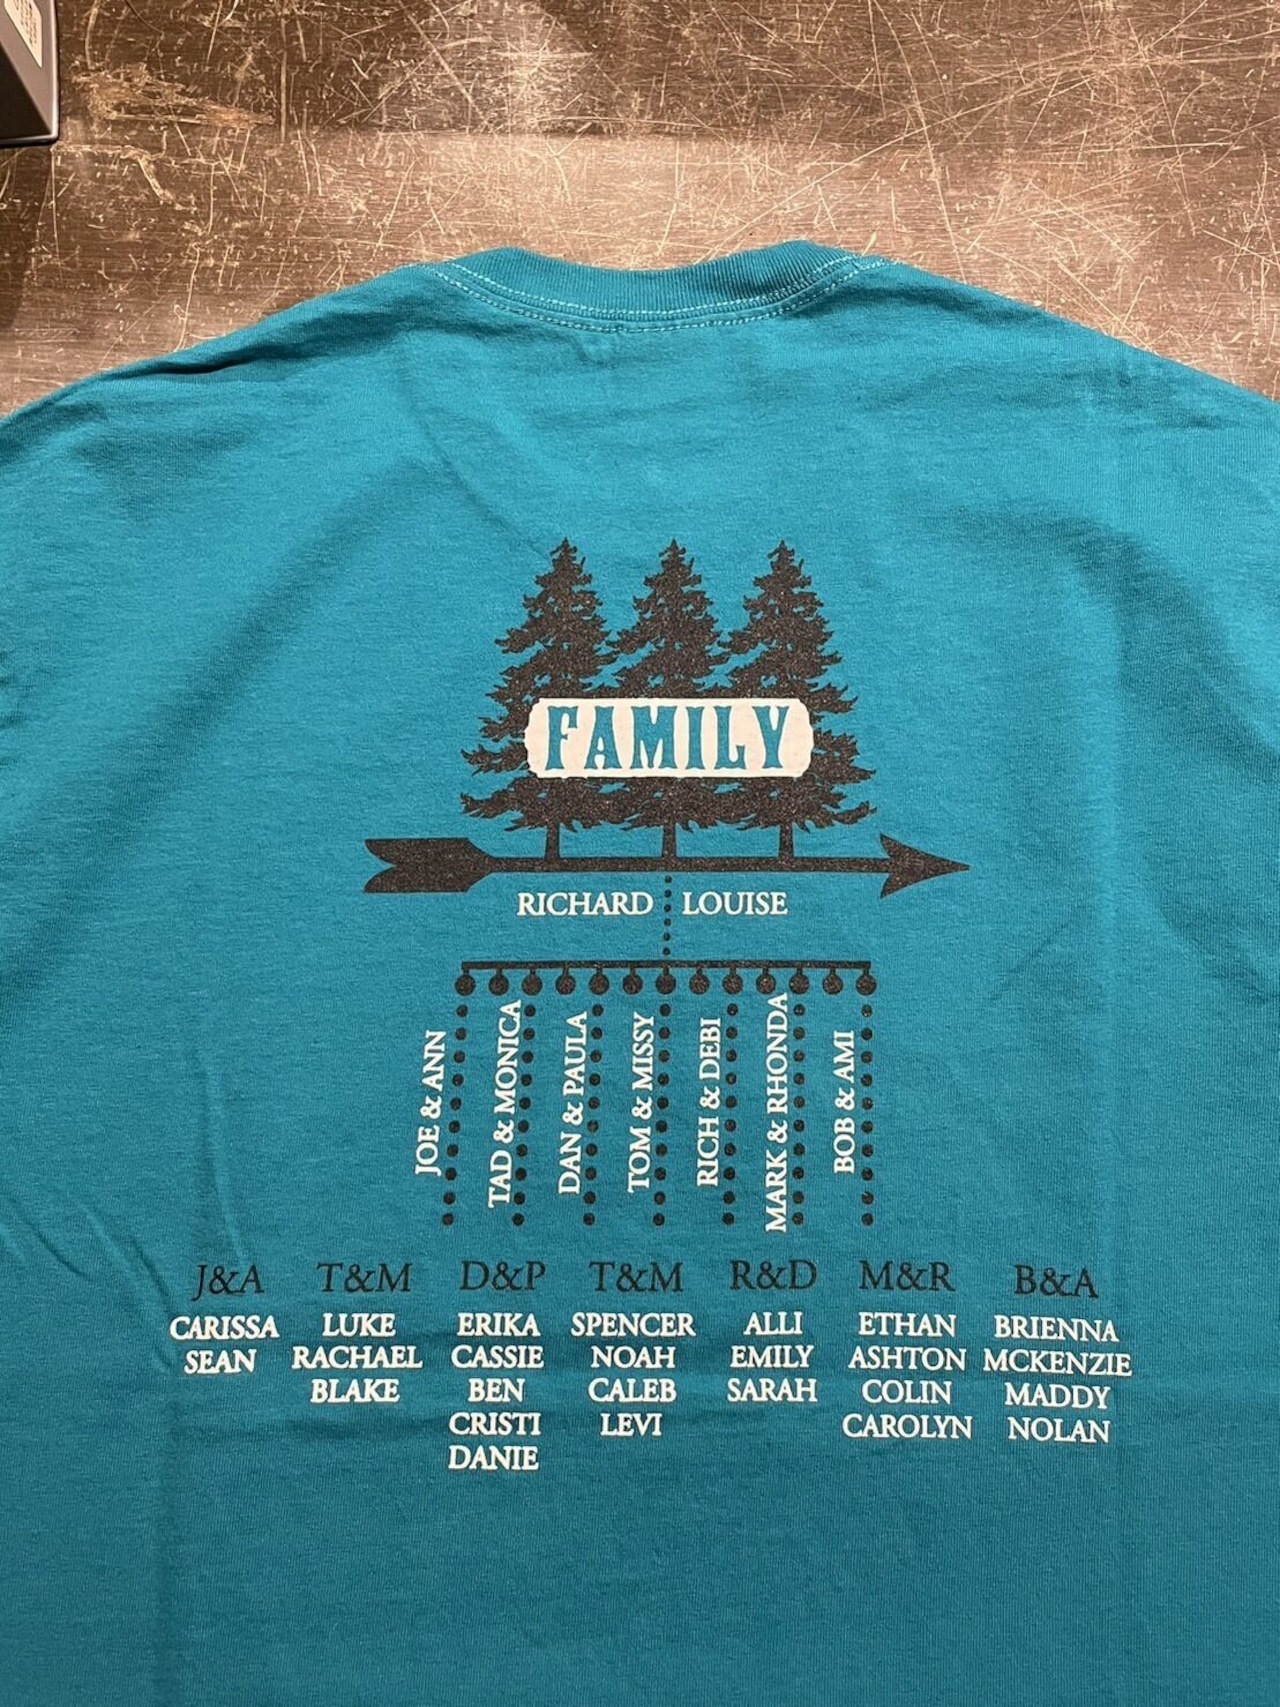 FAMILY
RICHARD LOUISE
JOE & ANN
TAD & MONICA
DAN & PAULA
TOM & MISSY
RICH & DEBI
MARK & RHONDA
BOB & AMI
J&A
CARISSA
SEAN
T&M
LUKE
RACHAEL
BLAKE
D&P
ERIKA
CASSIE
BEN
CRISTI
DANIE
T&M
SPENCER
NOAH
CALEB
LEVI
R&D
ALLI
EMILY
SARAH
M&R
ETHAN
ASHTON
COLIN
CAROLYN
B&A
BRIENNA
MCKENZIE
MADDY
NOLAN